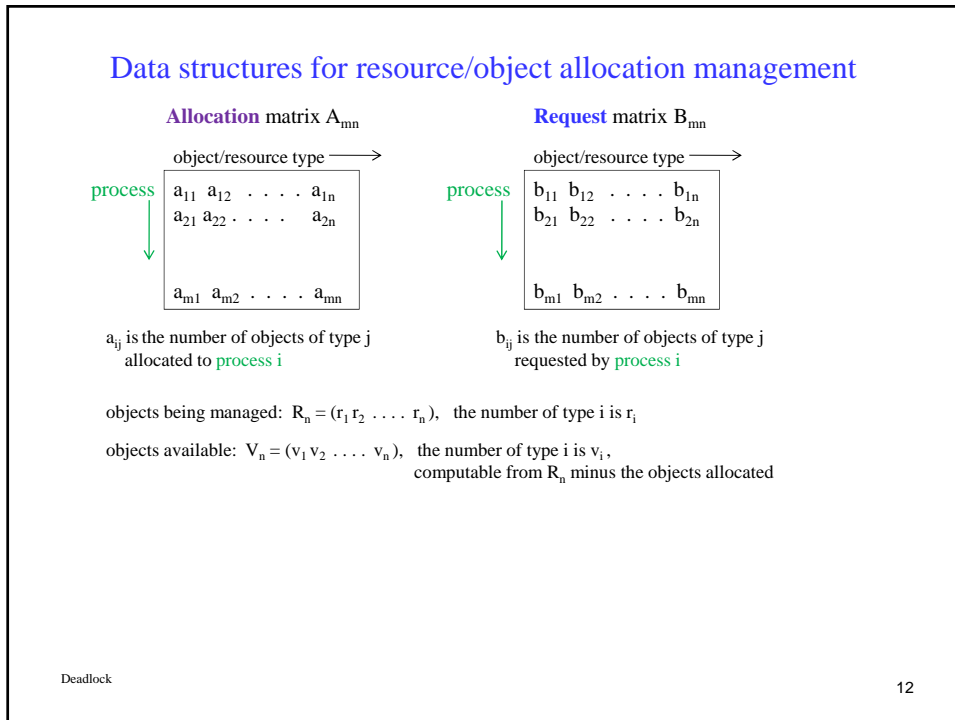 Data structures for resource/object allocation management
Allocation matrix Amn
object/resource type
process
a11 a12 . . . . a1n
a21 a22 . . . . a2n
am1 am2 . . . . amn
aij is the number of objects of type j
allocated to process i
Request matrix Bmn
object/resource type
process
b11 b12 . . . . b1n
b21 b22 . . . . b2n
bm1 bm2 . . . . bmn
bij is the number of objects of type j
requested by process i
objects being managed: Rn = (r1 r2 . . . . rn ), the number of type i is ri
objects available: Vn = (v1 v2 . . . . vn ), the number of type i is vi ,
computable from Rn minus the objects allocated
Deadlock
12